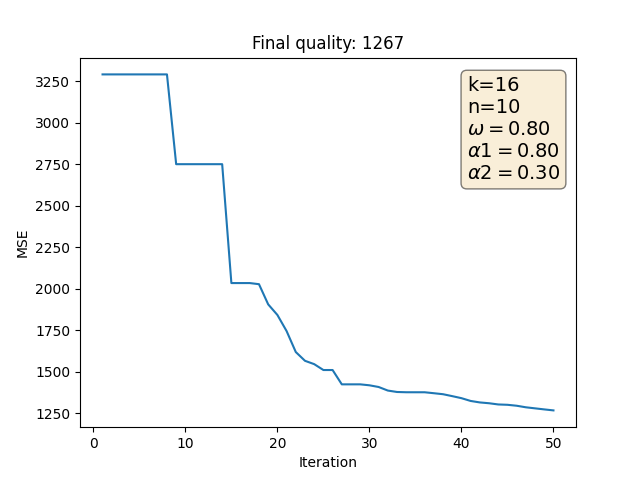 Final quality: 1267
k=16
n=10
ω = 0.80
α1 = 0.80
α2 = 0.30
MSE
3250
3000
2750
2500
2250
2000
1750
1500
1250
0 10 20 30 40 50
Iteration